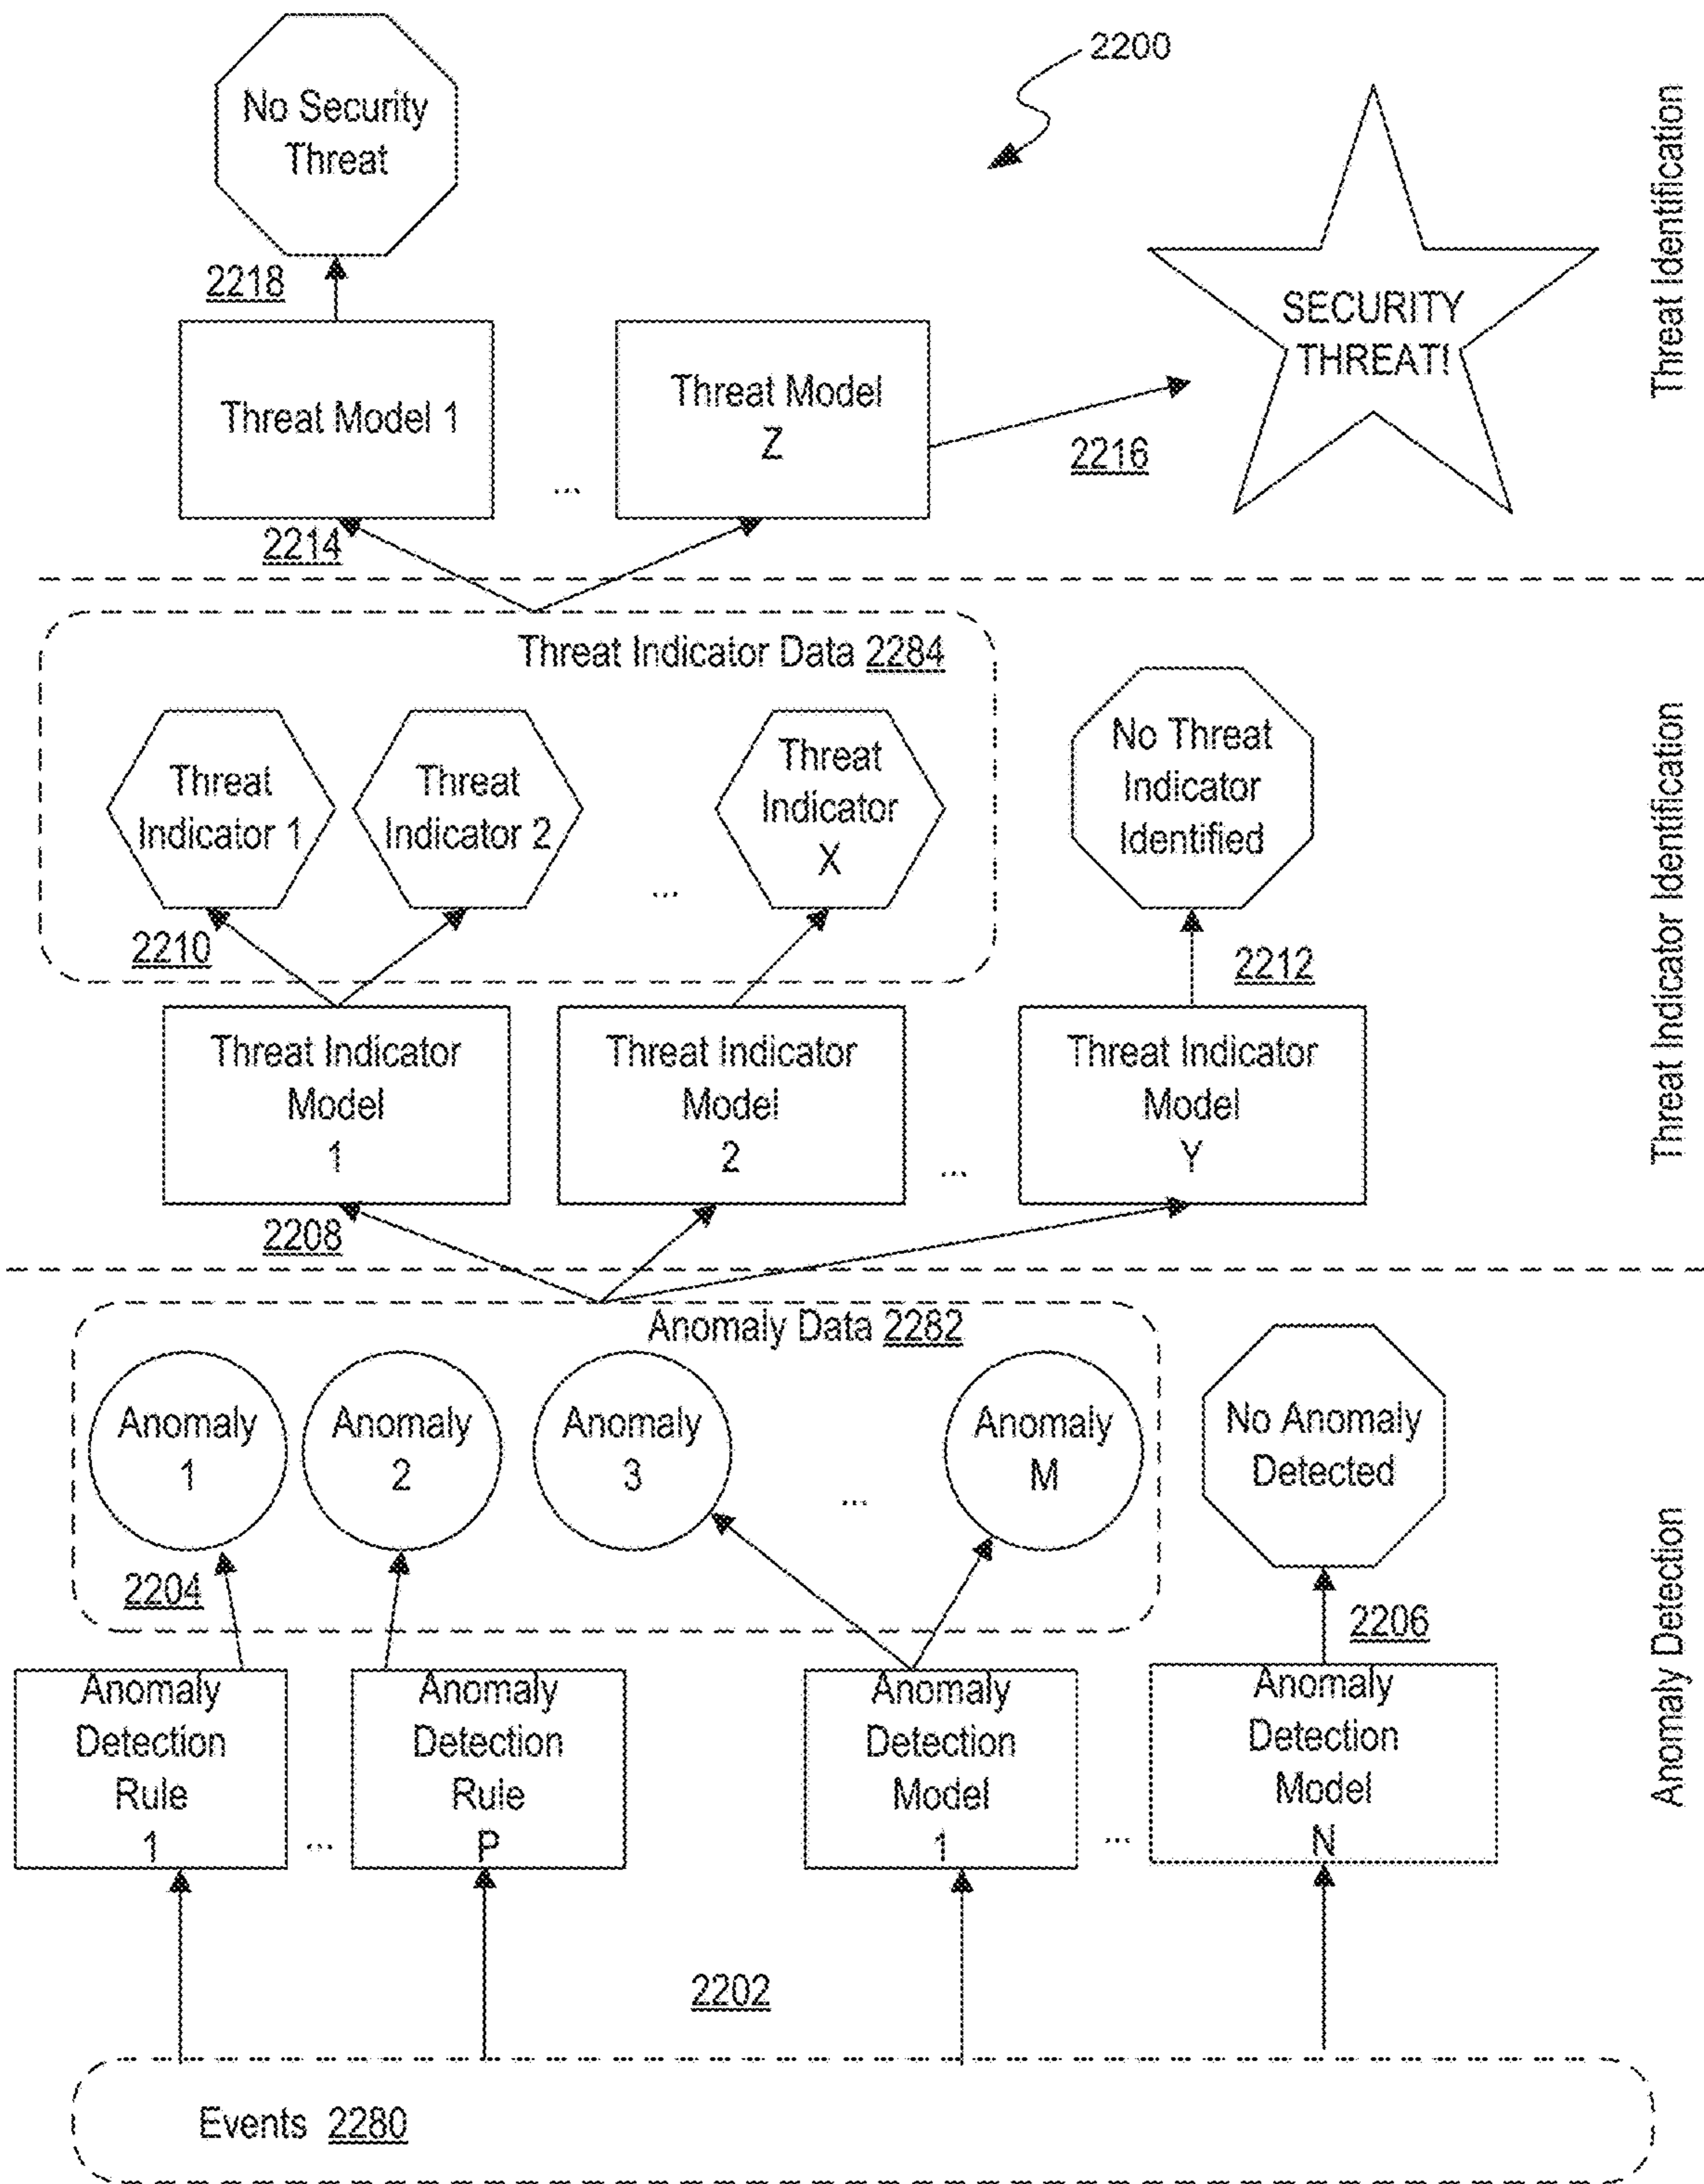 2200
No Security
Threat
Threat Identification
2218
SECURITY
THREAT!
Threat Model 1
Threat Model
Z
...
2216
2214
Threat Indicator Data 2284
Threat Indicator Identification
Threat
Indicator 1
Threat
Indicator 2
...
Threat
Indicator
X
No Threat
Indicator
Identified
2210
2212
Threat Indicator
Model
1
Threat Indicator
Model
2
...
Threat Indicator
Model
Y
2208
Anomaly Data 2282
Anomaly Detection
Anomaly
1
Anomaly
2
Anomaly
3
...
Anomaly
M
No Anomaly
Detected
2204
2206
Anomaly
Detection
Rule
1
...
Anomaly
Detection
Rule
P
Anomaly
Detection
Model
1
...
Anomaly
Detection
Model
N
2202
Events 2280